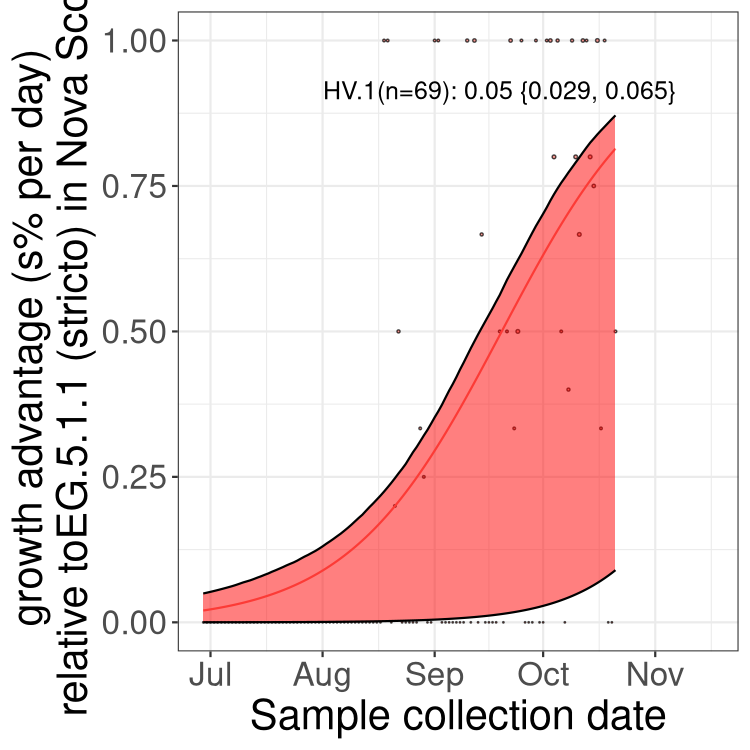 growth advantage (s% per day)
relative toEG.5.1.1 (stricto) in Nova Sco
1.00
0.75
0.50
0.25
0.00
HV.1(n=69): 0.05 {0.029, 0.065}
Jul Aug Sep Oct Nov
Sample collection date